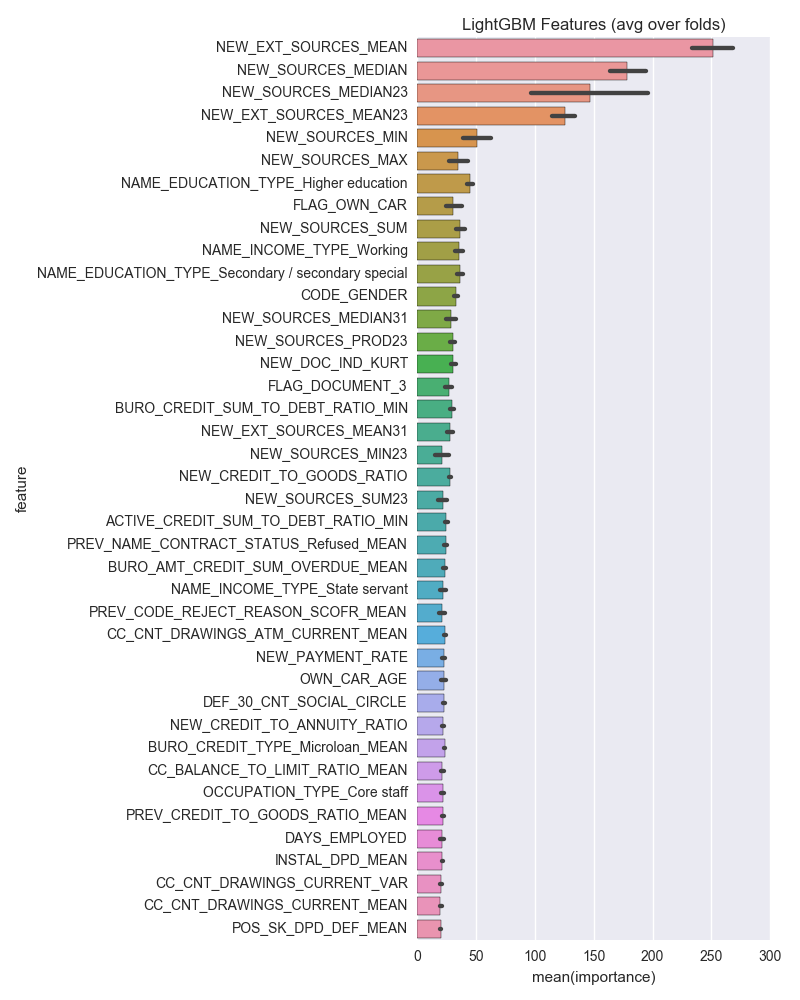 LightGBM Features (avg over folds)
NEW_EXT_SOURCES_MEAN
NEW_SOURCES_MEDIAN
NEW_SOURCES_MEDIAN23
NEW_EXT_SOURCES_MEAN23
NEW_SOURCES_MIN
NEW_SOURCES_MAX
NAME_EDUCATION_TYPE_Higher education
FLAG_OWN_CAR
NEW_SOURCES_SUM
NAME_INCOME_TYPE_Working
NAME_EDUCATION_TYPE_Secondary / secondary special
CODE_GENDER
NEW_SOURCES_MEDIAN31
NEW_SOURCES_PROD23
NEW_DOC_IND_KURT
FLAG_DOCUMENT_3
BURO_CREDIT_SUM_TO_DEBT_RATIO_MIN
NEW_EXT_SOURCES_MEAN31
NEW_SOURCES_MIN23
NEW_CREDIT_TO_GOODS_RATIO
NEW_SOURCES_SUM23
ACTIVE_CREDIT_SUM_TO_DEBT_RATIO_MIN
PREV_NAME_CONTRACT_STATUS_Refused_MEAN
BURO_AMT_CREDIT_SUM_OVERDUE_MEAN
NAME_INCOME_TYPE_State servant
PREV_CODE_REJECT_REASON_SCOFR_MEAN
CC_CNT_DRAWINGS_ATM_CURRENT_MEAN
NEW_PAYMENT_RATE
OWN_CAR_AGE
DEF_30_CNT_SOCIAL_CIRCLE
NEW_CREDIT_TO_ANNUITY_RATIO
BURO_CREDIT_TYPE_Microloan_MEAN
CC_BALANCE_TO_LIMIT_RATIO_MEAN
OCCUPATION_TYPE_Core staff
PREV_CREDIT_TO_GOODS_RATIO_MEAN
DAYS_EMPLOYED
INSTAL_DPD_MEAN
CC_CNT_DRAWINGS_CURRENT_VAR
CC_CNT_DRAWINGS_CURRENT_MEAN
POS_SK_DPD_DEF_MEAN
feature
0 50 100 150 200 250 300
mean(importance)